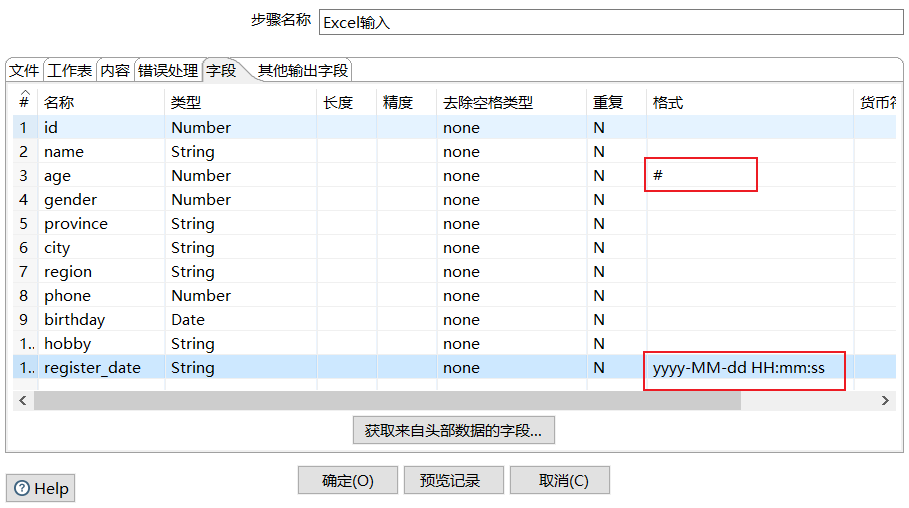 步骤名称 Excel输入
文件 工作表 内容 错误处理 字段 其他输出字段
# 名称 类型 长度 精度 去除空格类型 重复 格式 货币符
1 id Number none N
2 name String none N
3 age Number none N #
4 gender Number none N
5 province String none N
6 city String none N
7 region String none N
8 phone Number none N
9 birthday Date none N
1.. hobby String none N
1.. register_date String none N yyyy-MM-dd HH:mm:ss
获取来自头部数据的字段...
Help 确定(O) 预览记录 取消(C)